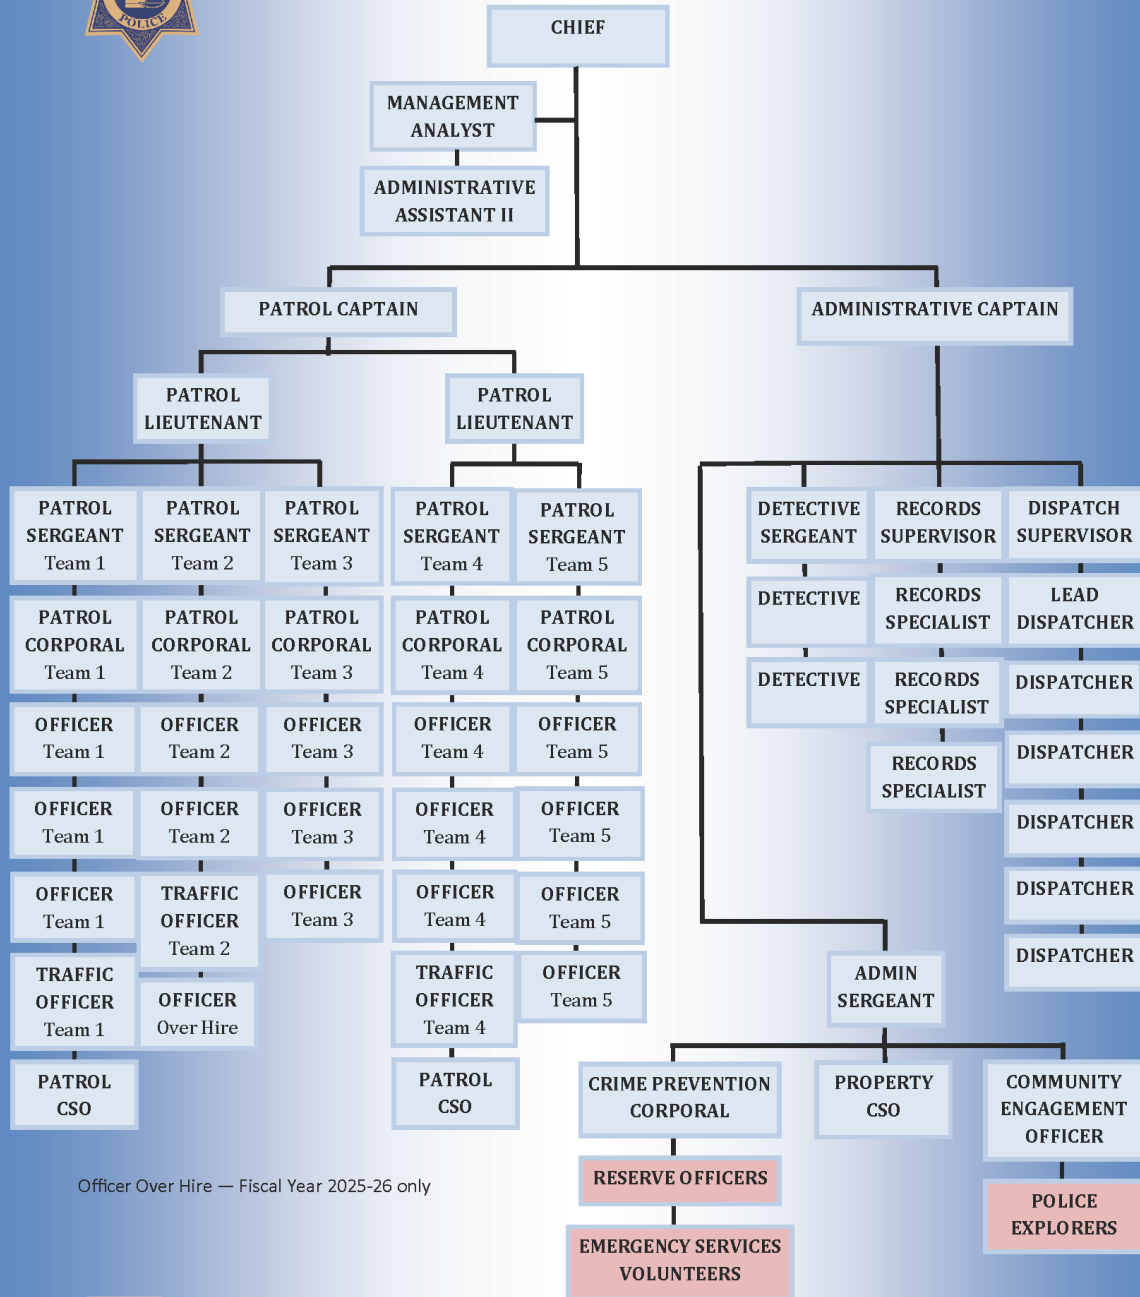 POLICE
CHIEF
MANAGEMENT
ANALYST
ADMINISTRATIVE
ASSISTANT II
PATROL CAPTAIN
ADMINISTRATIVE CAPTAIN
PATROL
LIEUTENANT
PATROL
LIEUTENANT
PATROL
SERGEANT
Team 1
PATROL
CORPORAL
Team 1
OFFICER
Team 1
OFFICER
Team 1
OFFICER
Team 1
TRAFFIC
OFFICER
Team 1
PATROL
CSO
PATROL
SERGEANT
Team 2
PATROL
CORPORAL
Team 2
OFFICER
Team 2
OFFICER
Team 2
TRAFFIC
OFFICER
Team 2
OFFICER
Over Hire
PATROL
SERGEANT
Team 3
PATROL
CORPORAL
Team 3
OFFICER
Team 3
OFFICER
Team 3
OFFICER
Team 3
PATROL
SERGEANT
Team 4
PATROL
CORPORAL
Team 4
OFFICER
Team 4
OFFICER
Team 4
OFFICER
Team 4
TRAFFIC
OFFICER
Team 4
PATROL
CSO
PATROL
SERGEANT
Team 5
PATROL
CORPORAL
Team 5
OFFICER
Team 5
OFFICER
Team 5
OFFICER
Team 5
OFFICER
Team 5
DETECTIVE
SERGEANT
DETECTIVE
DETECTIVE
RECORDS
SUPERVISOR
RECORDS
SPECIALIST
RECORDS
SPECIALIST
RECORDS
SPECIALIST
DISPATCH
SUPERVISOR
LEAD
DISPATCHER
DISPATCHER
DISPATCHER
DISPATCHER
DISPATCHER
DISPATCHER
ADMIN
SERGEANT
CRIME PREVENTION
CORPORAL
RESERVE OFFICERS
EMERGENCY SERVICES
VOLUNTEERS
PROPERTY
CSO
COMMUNITY
ENGAGEMENT
OFFICER
POLICE
EXPLORERS
Officer Over Hire — Fiscal Year 2025-26 only